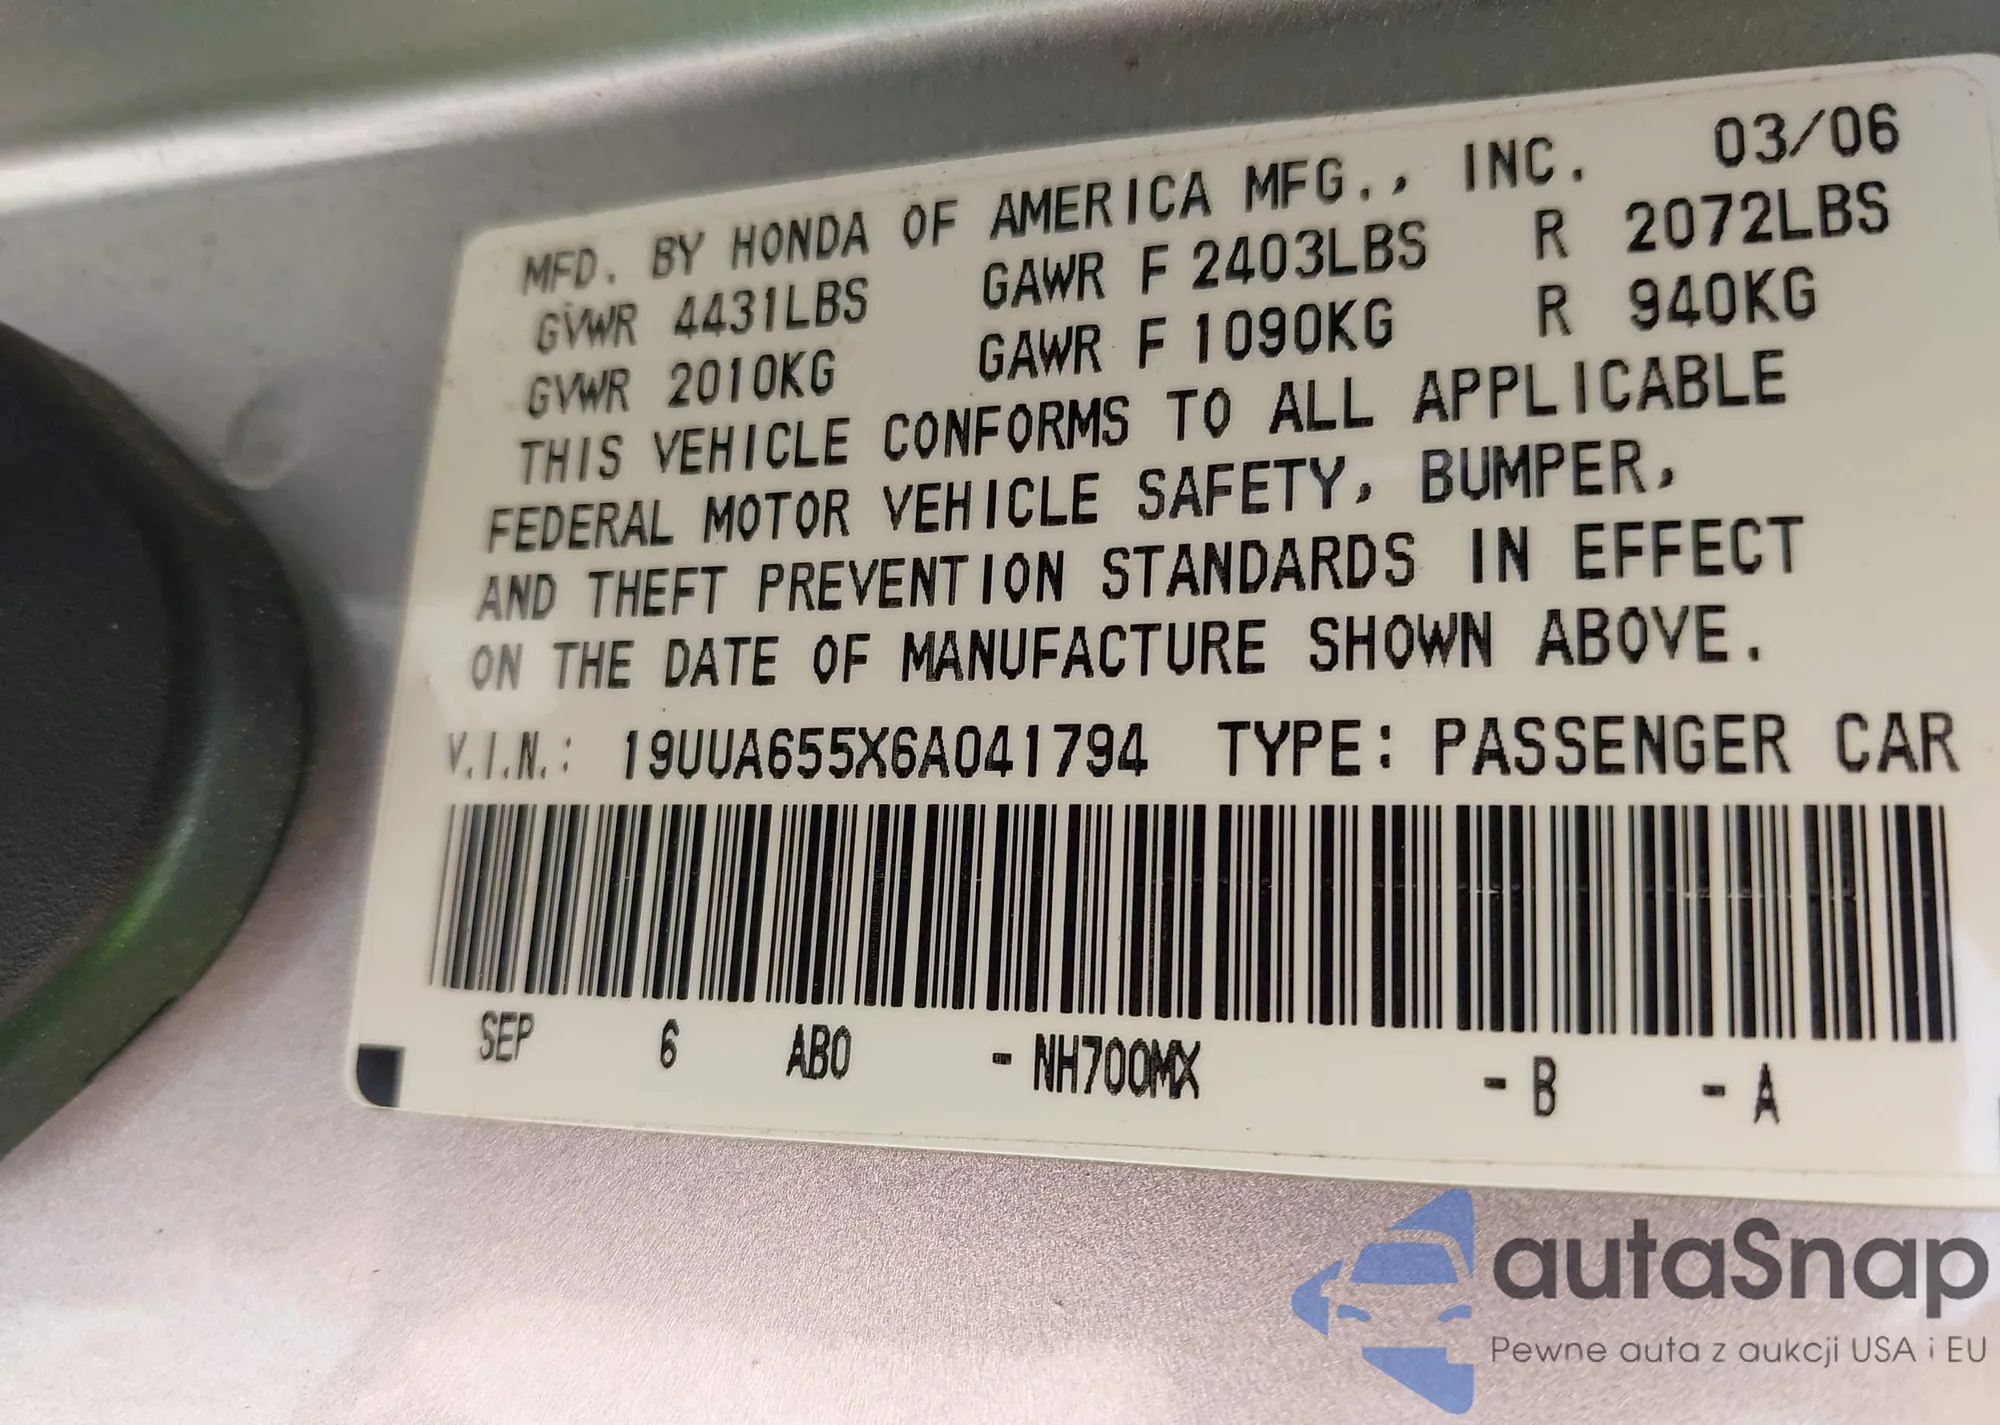 MFD. BY HONDA OF AMERICA MFG., INC. 03/06
GVWR 4431LBS GAWR F 2403LBS R 2072LBS
GVWR 2010KG GAWR F 1090KG R 940KG
THIS VEHICLE CONFORMS TO ALL APPLICABLE
FEDERAL MOTOR VEHICLE SAFETY, BUMPER,
AND THEFT PREVENTION STANDARDS IN EFFECT
ON THE DATE OF MANUFACTURE SHOWN ABOVE.
V.I.N.: 19UUA655X6A041794 TYPE: PASSENGER CAR
SEP 6 AB0 - NH700MX - B - A
autaSnap
Pewne auta z aukcji USA i EU